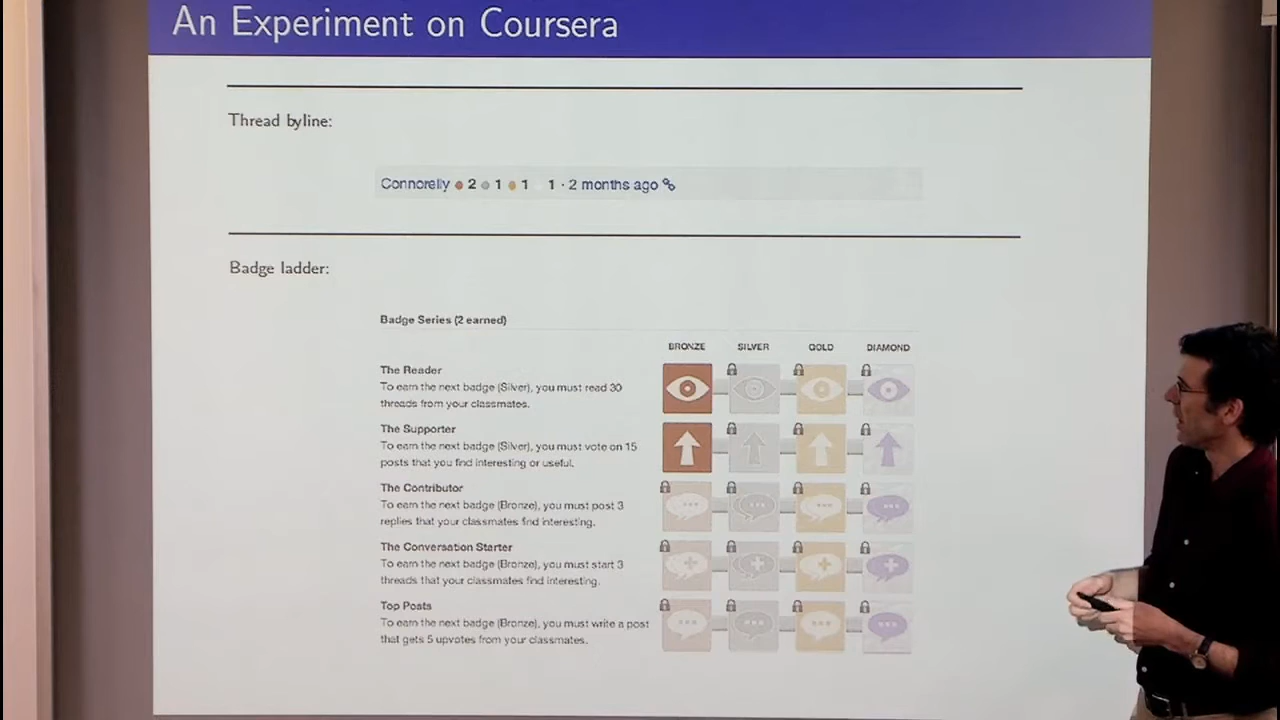 An Experiment on Coursera
Thread byline:
Connorelly 2 1 1 1 · 2 months ago
Badge ladder:
Badge Series (2 earned)
BRONZE SILVER GOLD DIAMOND
The Reader
To earn the next badge (Silver), you must read 30
threads from your classmates.
The Supporter
To earn the next badge (Silver), you must vote on 15
posts that you find interesting or useful.
The Contributor
To earn the next badge (Bronze), you must post 3
replies that your classmates find interesting.
The Conversation Starter
To earn the next badge (Bronze), you must start 3
threads that your classmates find interesting.
Top Posts
To earn the next badge (Bronze), you must write a post
that gets 5 upvotes from your classmates.